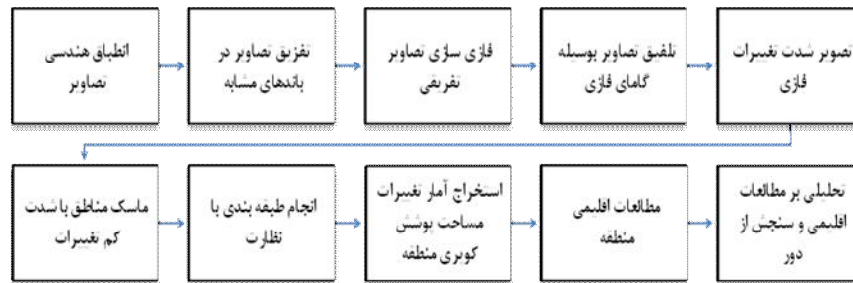 انطباق هندسی
تصاویر
تفریق تصاویر در
باندهای مشابه
فازی سازی تصاویر
تفریقی
تلفیق تصاویر بوسیله
گامای فازی
تصویر شدت تغییرات
فازی
ماسک مناطق با شدت
کم تغییرات
انجام طبقه بندی با
نظارت
استخراج آمار تغییرات
مساحت پوشش
کویری منطقه
مطالعات اقلیمی
منطقه
تحلیلی بر مطالعات
اقلیمی و سنجش از
دور